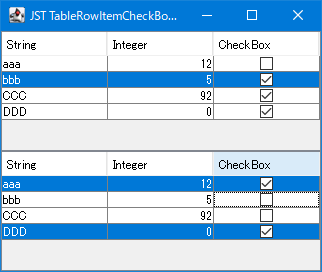 JST TableRowItemCheckBo...
String Integer CheckBox
aaa 12
bbb 5
CCC 92
DDD 0
String Integer CheckBox
aaa 12
bbb 5
CCC 92
DDD 0